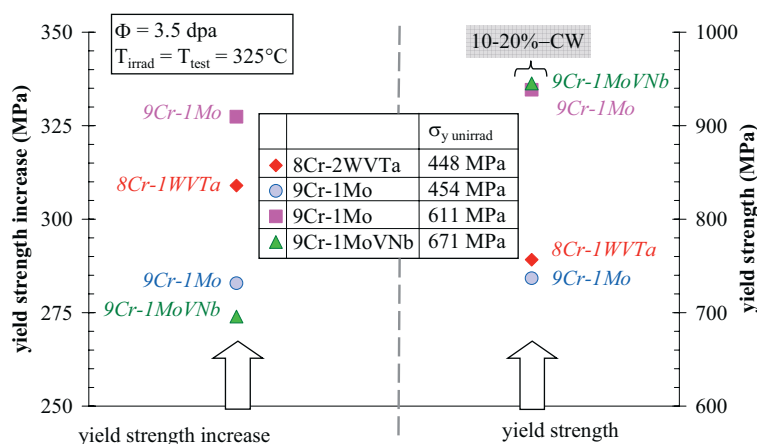 350
325
300
275
250
yield strength increase (MPa)
Φ = 3.5 dpa
T_irrad = T_test = 325°C
9Cr-1Mo
8Cr-1WVTa
9Cr-1Mo
9Cr-1MoVNb
σ_y unirrad
8Cr-2WVTa 448 MPa
9Cr-1Mo 454 MPa
9Cr-1Mo 611 MPa
9Cr-1MoVNb 671 MPa
10-20%–CW
9Cr-1MoVNb
9Cr-1Mo
8Cr-1WVTa
9Cr-1Mo
1000
900
800
700
600
yield strength (MPa)
yield strength increase
yield strength